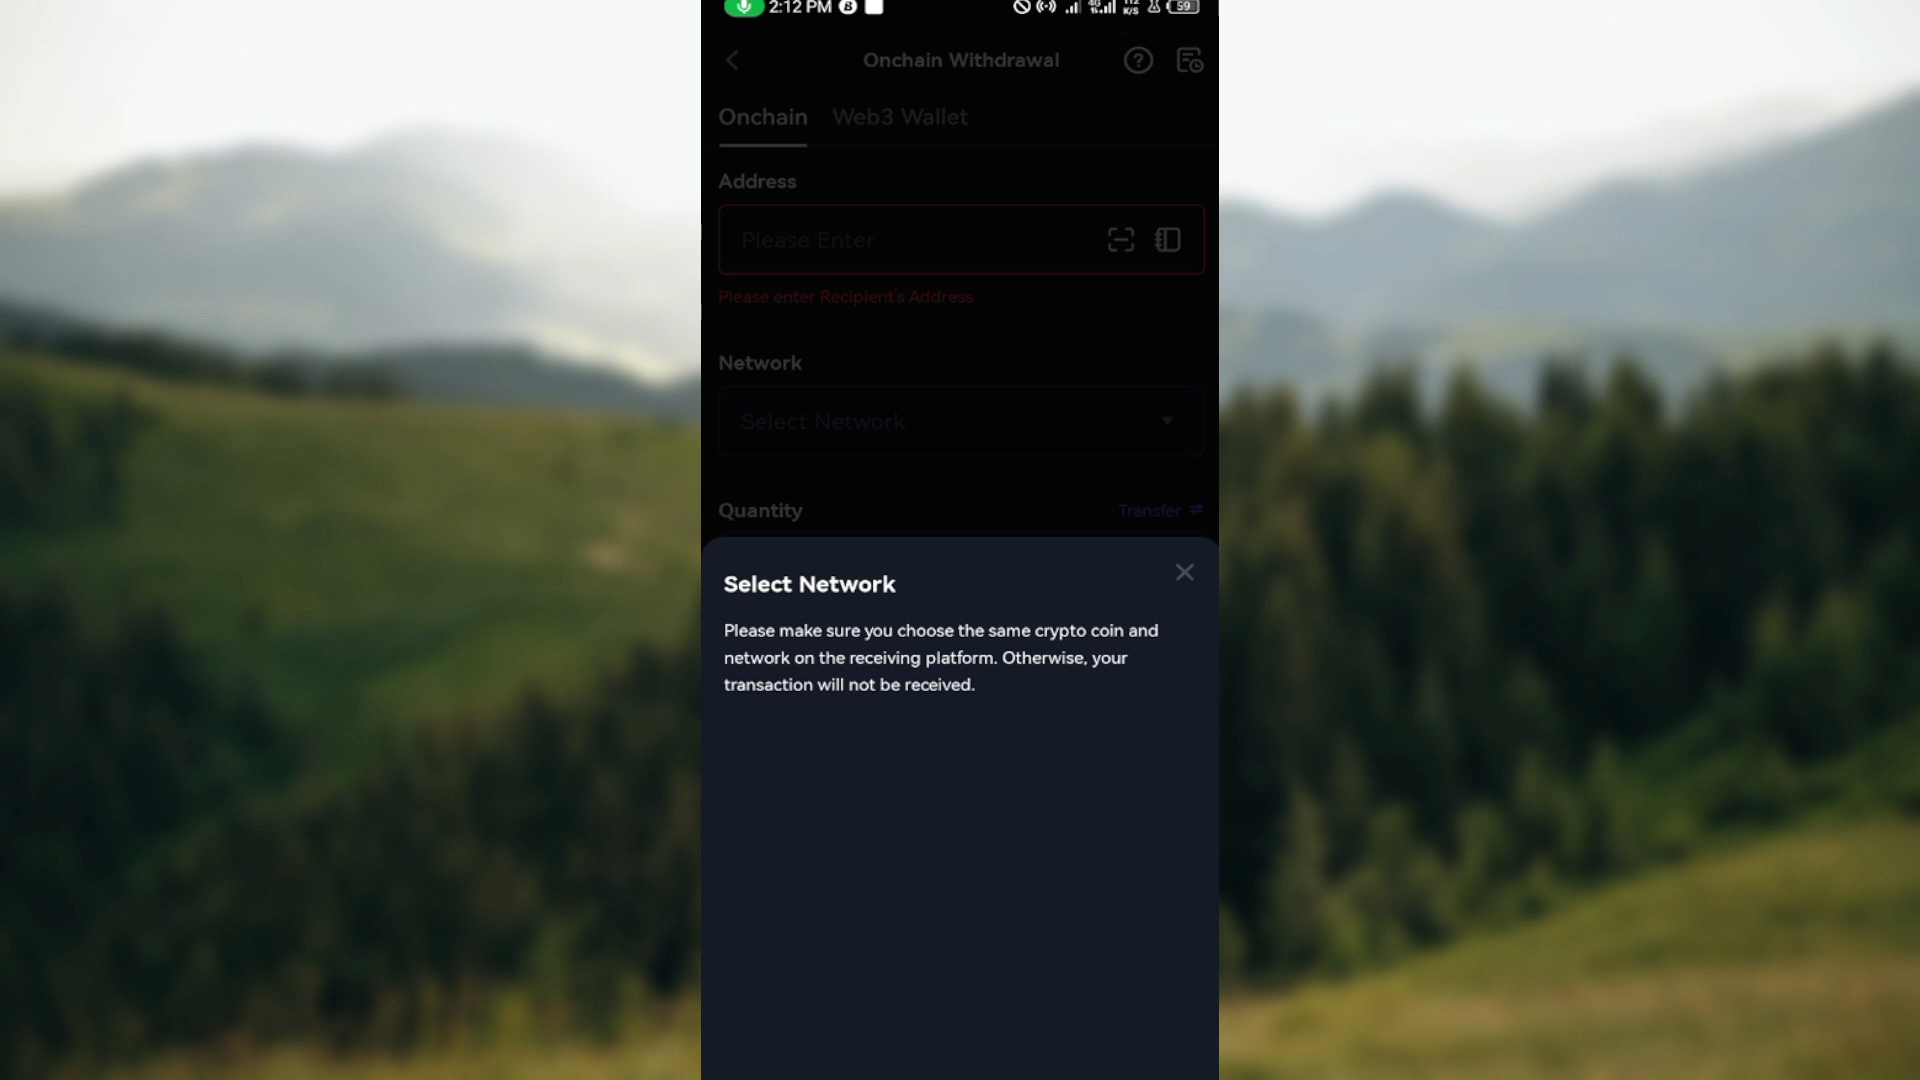 2:12 PM
4G
K/S
59
Onchain Withdrawal
Onchain
Web3 Wallet
Address
Please Enter
Please enter Recipient's Address
Network
Select Network
Quantity
Transfer
Select Network
Please make sure you choose the same crypto coin and
network on the receiving platform. Otherwise, your
transaction will not be received.